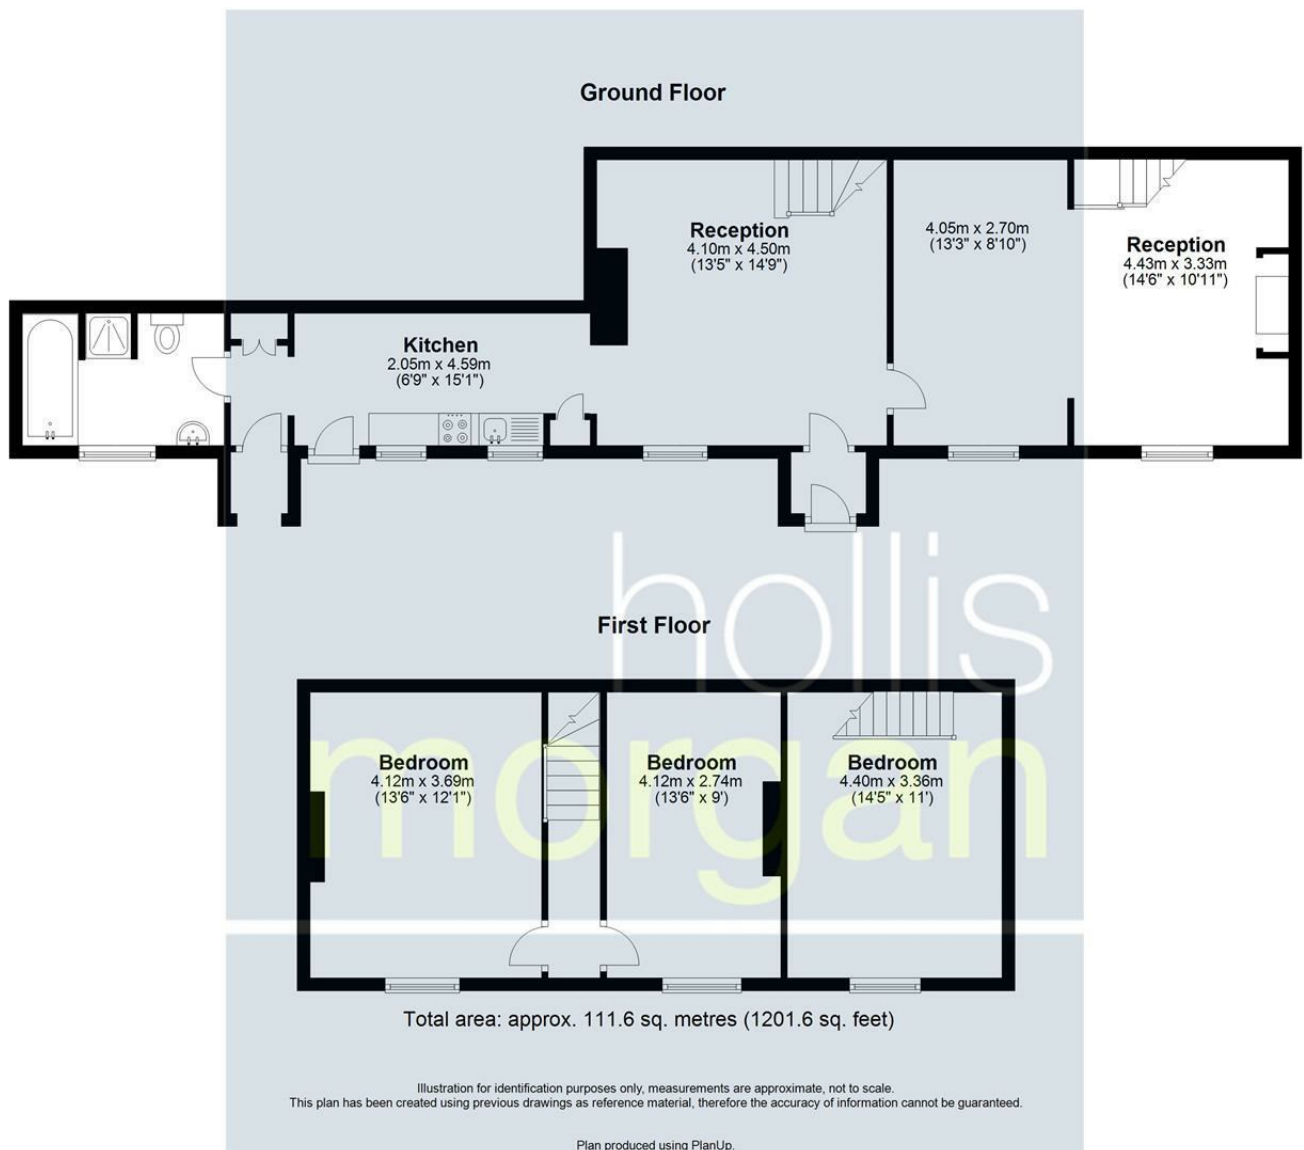 Ground Floor
Reception
4.10m x 4.50m
(13'5" x 14'9")
4.05m x 2.70m
(13'3" x 8'10")
Reception
4.43m x 3.33m
(14'6" x 10'11")
Kitchen
2.05m x 4.59m
(6'9" x 15'1")
hollis
morgan
First Floor
Bedroom
4.12m x 3.69m
(13'6" x 12'1")
Bedroom
4.12m x 2.74m
(13'6" x 9')
Bedroom
4.40m x 3.36m
(14'5" x 11')
Total area: approx. 111.6 sq. metres (1201.6 sq. feet)
Illustration for identification purposes only, measurements are approximate, not to scale.
This plan has been created using previous drawings as reference material, therefore the accuracy of information cannot be guaranteed.
Plan produced using PlanUp.